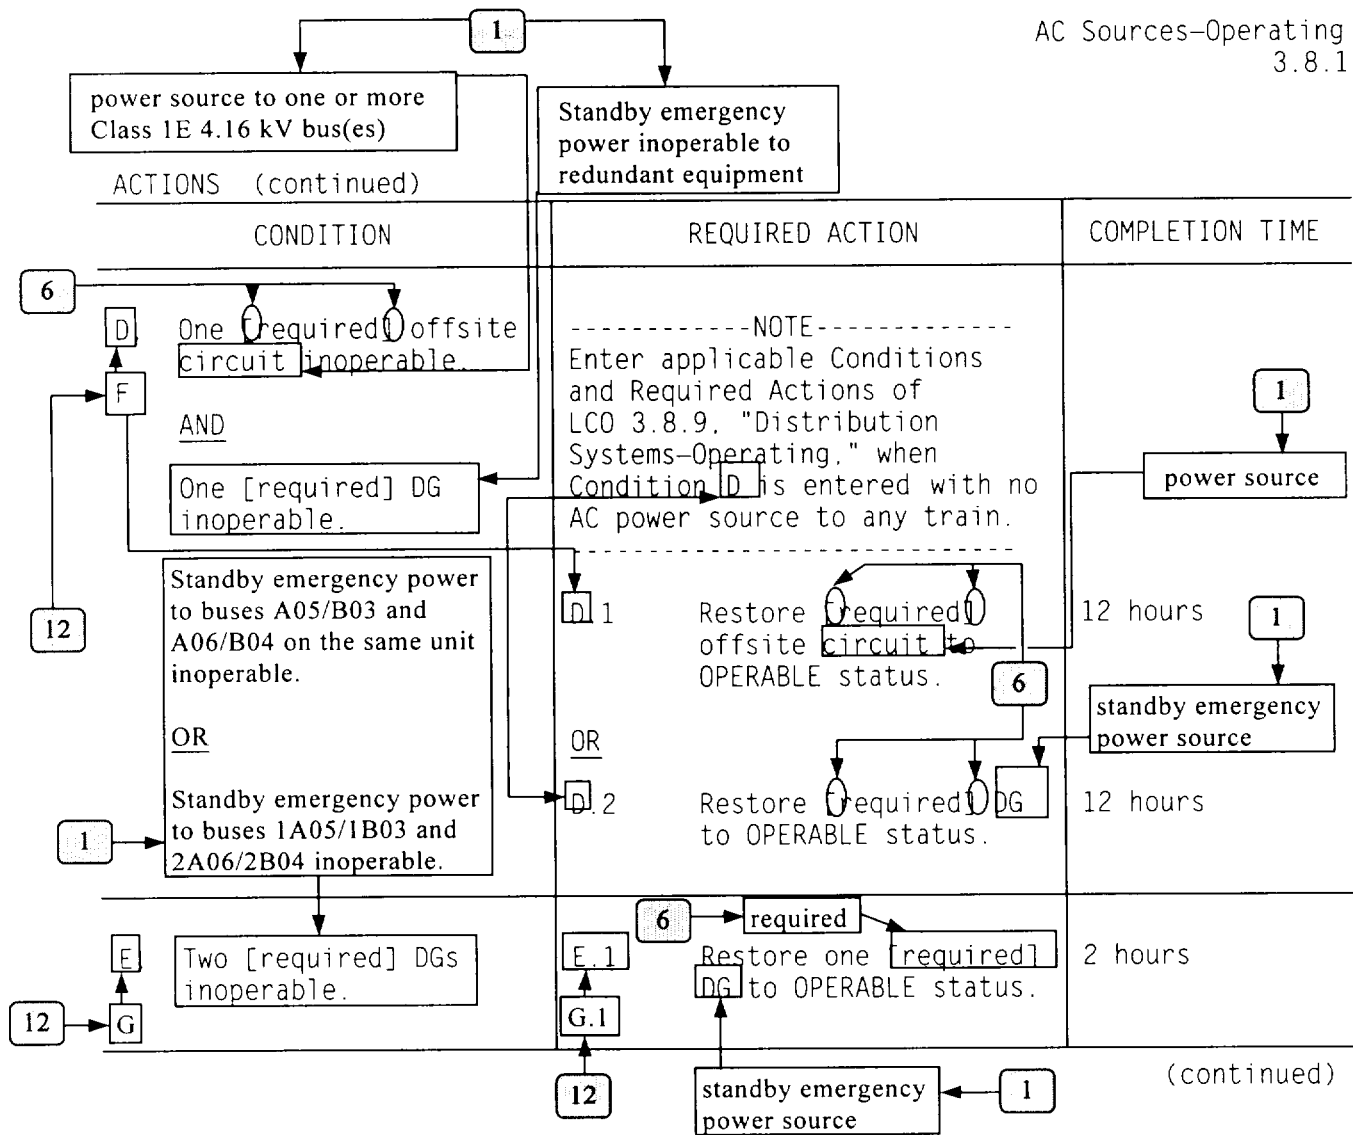 1
AC Sources–Operating
3.8.1
power source to one or more
Class 1E 4.16 kV bus(es)
Standby emergency
power inoperable to
redundant equipment
ACTIONS (continued)
CONDITION
REQUIRED ACTION
COMPLETION TIME
6
D.
One [required] offsite
circuit inoperable.
F
12
AND
One [required] DG
inoperable.
------------NOTE-------------
Enter applicable Conditions
and Required Actions of
LCO 3.8.9, "Distribution
Systems–Operating," when
Condition D is entered with no
AC power source to any train.
---------------------------------
1
power source
Standby emergency power
to buses A05/B03 and
A06/B04 on the same unit
inoperable.
OR
Standby emergency power
to buses 1A05/1B03 and
2A06/2B04 inoperable.
1
D.1
Restore [required]
offsite circuit to
OPERABLE status.
12 hours
6
1
standby emergency
power source
OR
D.2
Restore [required] DG
to OPERABLE status.
12 hours
E.
G
12
Two [required] DGs
inoperable.
E.1
G.1
12
6
required
Restore one [required]
DG to OPERABLE status.
2 hours
standby emergency
power source
1
(continued)